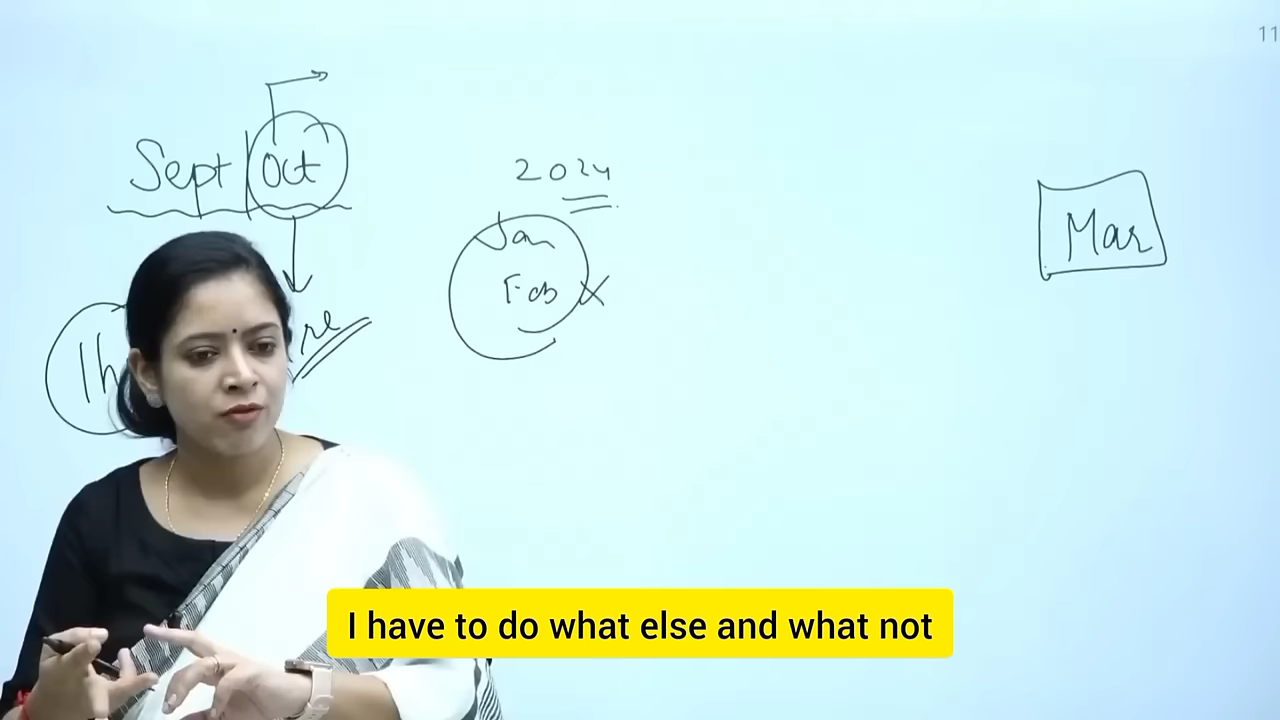 11
Sept | Oct
2024
Jan
Feb X
Mar
I have to do what else and what not